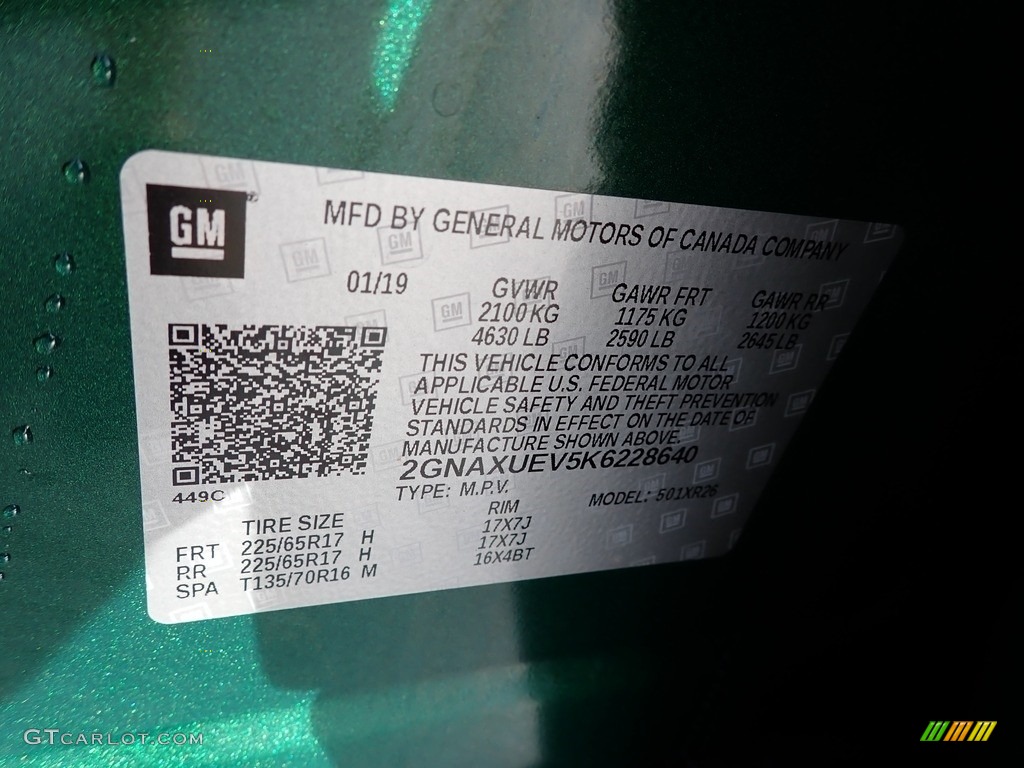 GM
MFD BY GENERAL MOTORS OF CANADA COMPANY
01/19
GVWR GAWR FRT GAWR RR
2100 KG 1175 KG 1200 KG
4630 LB 2590 LB 2645 LB
THIS VEHICLE CONFORMS TO ALL
APPLICABLE U.S. FEDERAL MOTOR
VEHICLE SAFETY AND THEFT PREVENTION
STANDARDS IN EFFECT ON THE DATE OF
MANUFACTURE SHOWN ABOVE.
2GNAXUEV5K6228640
TYPE: M.P.V. MODEL: 501XR26
449C
TIRE SIZE RIM
FRT 225/65R17 H 17X7J
RR 225/65R17 H 17X7J
SPA T135/70R16 M 16X4BT
GTCARLOT.COM